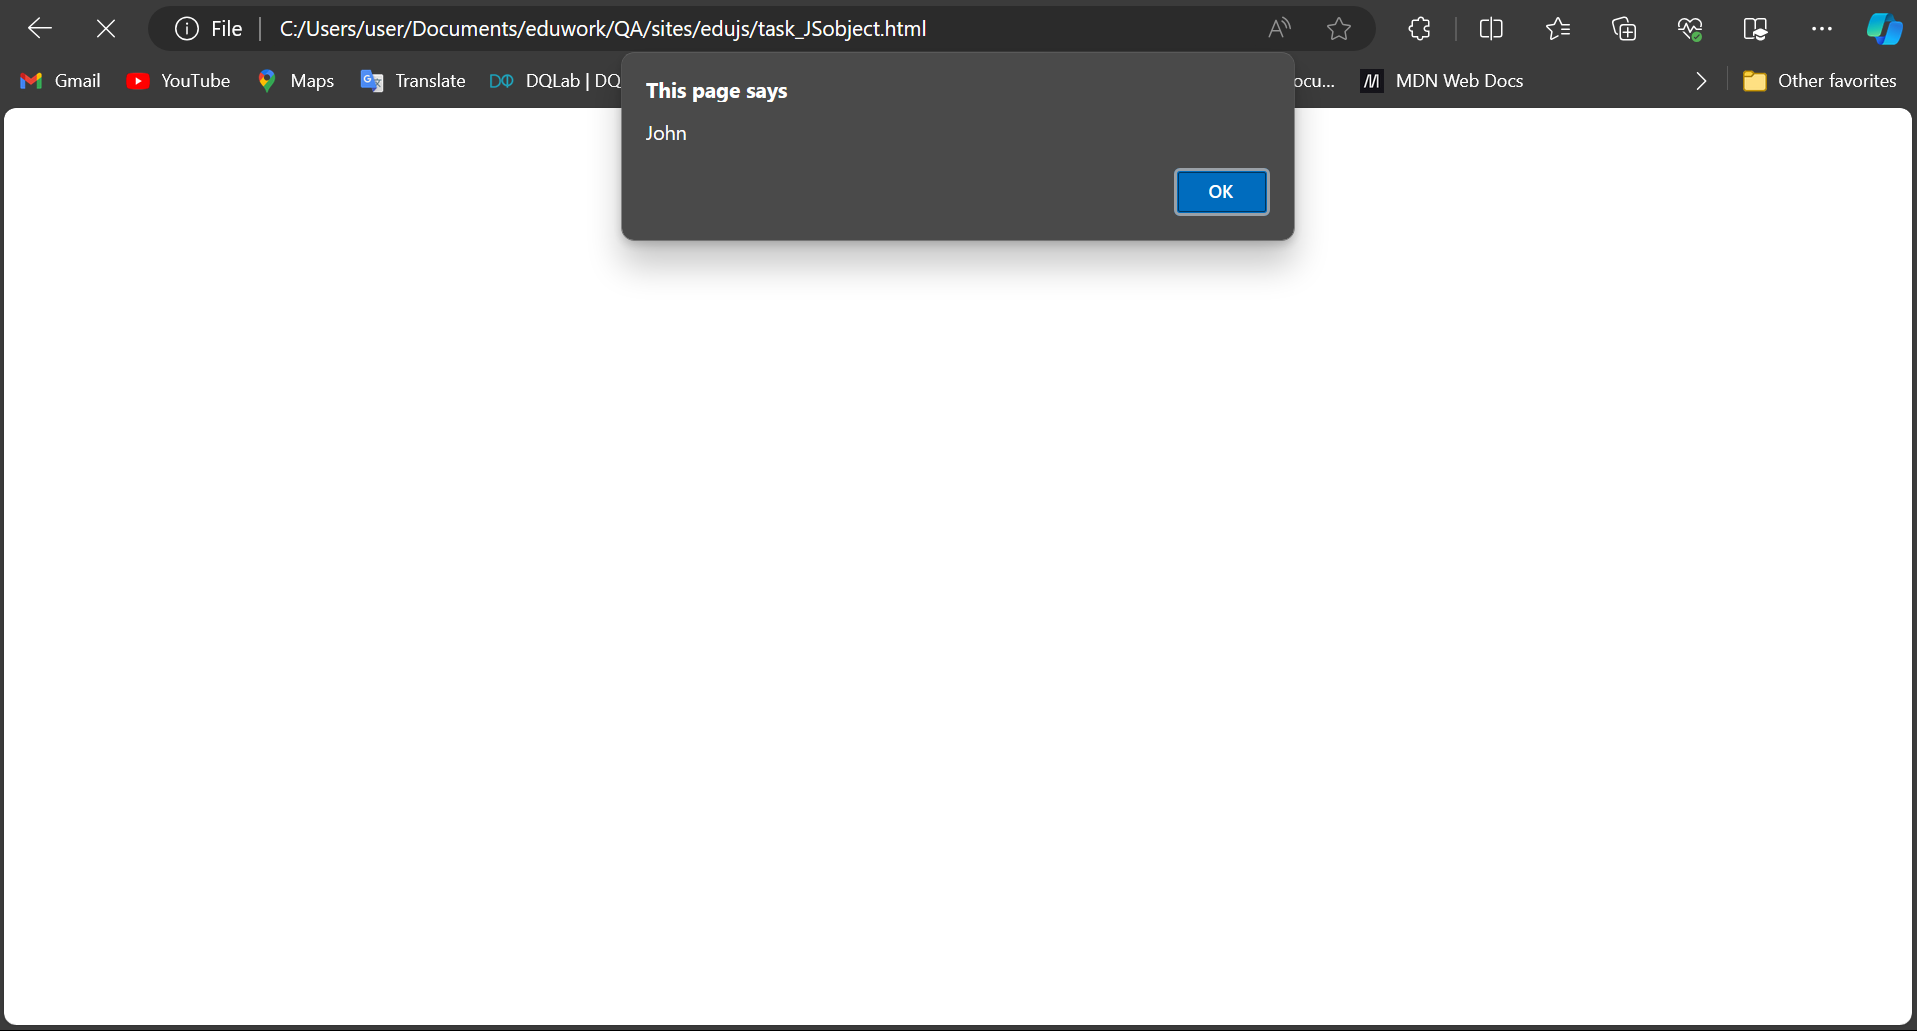 File C:/Users/user/Documents/eduwork/QA/sites/edujs/task_JSobject.html
Gmail YouTube Maps Translate DQLab | DQ ocu... MDN Web Docs Other favorites
This page says
John
OK